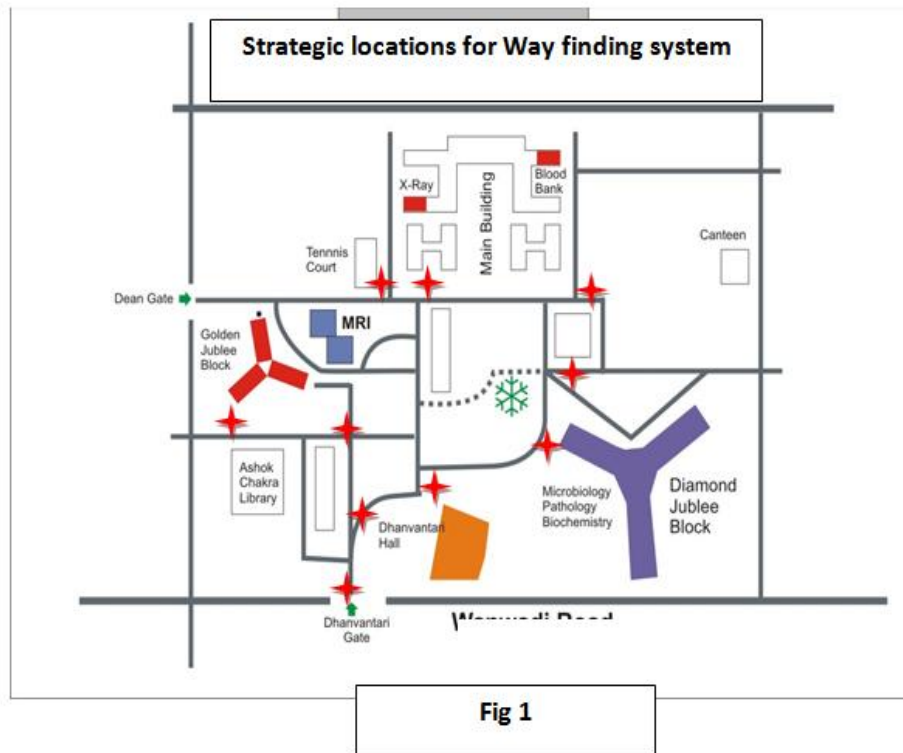 Strategic locations for Way finding system
X-Ray
Blood
Bank
Main Building
Tennnis
Court
Canteen
Dean Gate
MRI
Golden
Jublee
Block
Ashok
Chakra
Library
Microbiology
Pathology
Biochemistry
Diamond
Jublee
Block
Dhanvantari
Hall
Dhanvantari
Gate
Fig 1